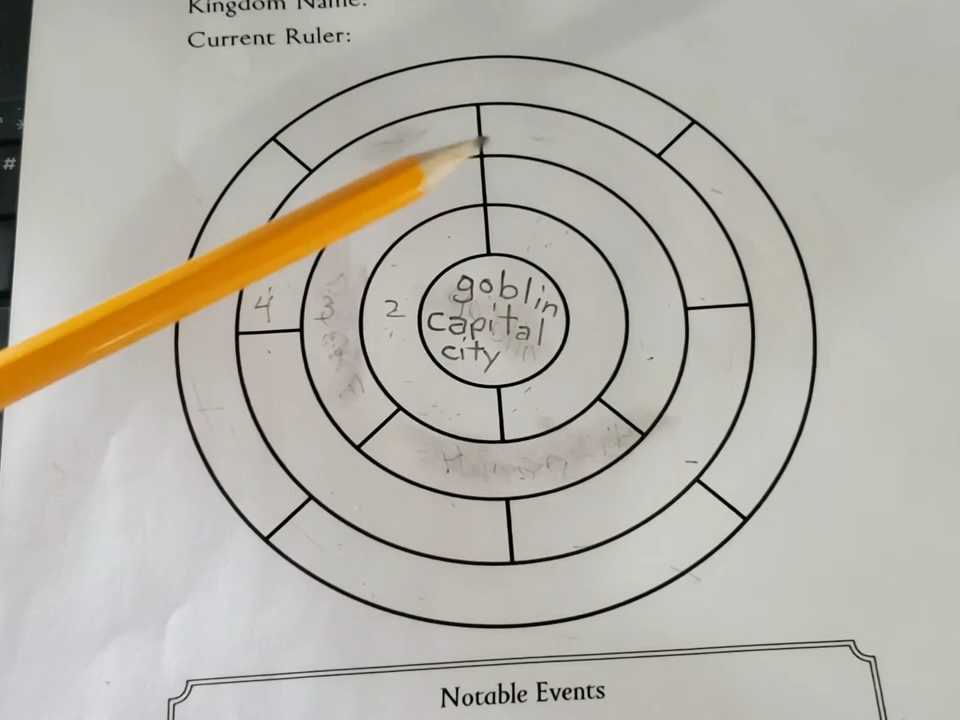 Kingdom Name:
Current Ruler:
#
goblin
4 3 2 capital
city
Notable Events